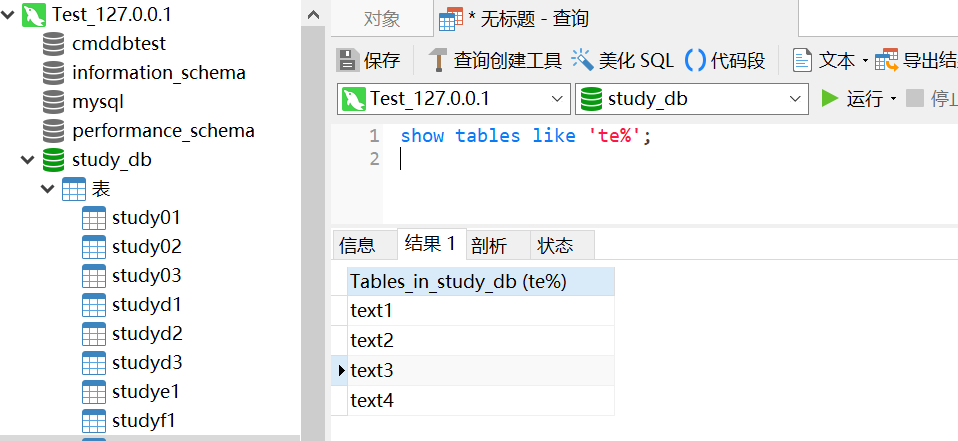 Test_127.0.0.1
cmddbtest
information_schema
mysql
performance_schema
study_db
表
study01
study02
study03
studyd1
studyd2
studyd3
studye1
studyf1
对象
* 无标题 - 查询
保存 查询创建工具 美化 SQL () 代码段 文本 导出结
Test_127.0.0.1 study_db 运行 停止
1 show tables like 'te%';
2
信息 结果 1 剖析 状态
Tables_in_study_db (te%)
text1
text2
text3
text4